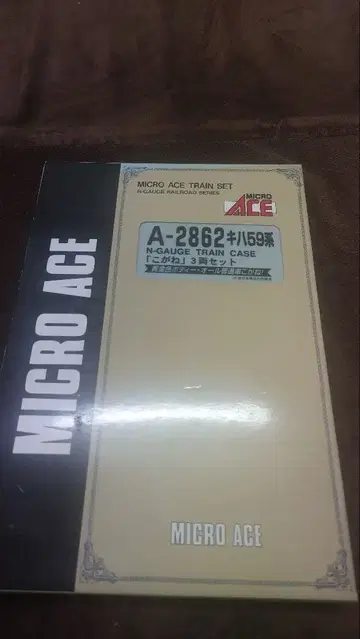 MICRO ACE TRAIN SET
N-GAUGE RAILROAD SERIES
MICRO
ACE
A-2862 キハ59系
N-GAUGE TRAIN CASE
「こがね」3両セット
MICRO ACE
MICRO ACE